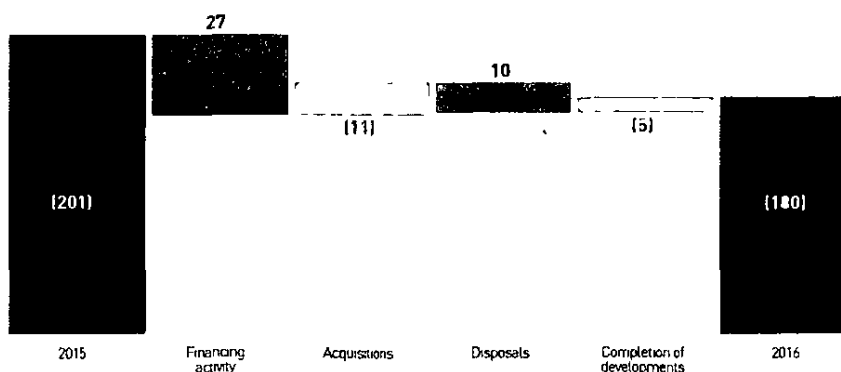 27
10
(11)
(5)
(201)
(180)
2015
Financing
activity
Acquisitions
Disposals
Completion of
developments
2016